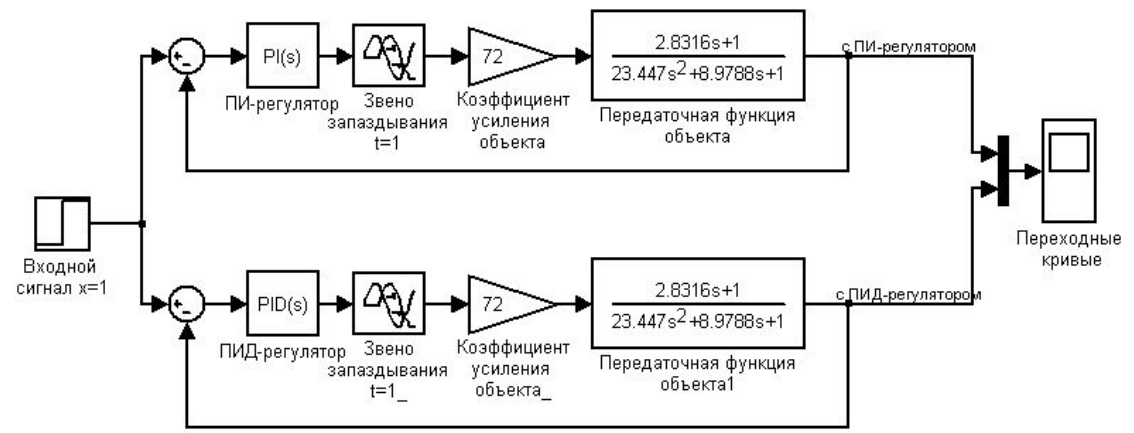 2.8316s+1
с ПИ-регулятором
PI(s)
72
23.447s²+8.9788s+1
ПИ-регулятор
Звено
запаздывания
t=1
Коэффициент
усиления
объекта
Передаточная функция
объекта
Входной
сигнал x=1
Переходные
кривые
2.8316s+1
с ПИД-регулятором
PID(s)
72
23.447s²+8.9788s+1
ПИД-регулятор
Звено
запаздывания
t=1_
Коэффициент
усиления
объекта_
Передаточная функция
объекта1